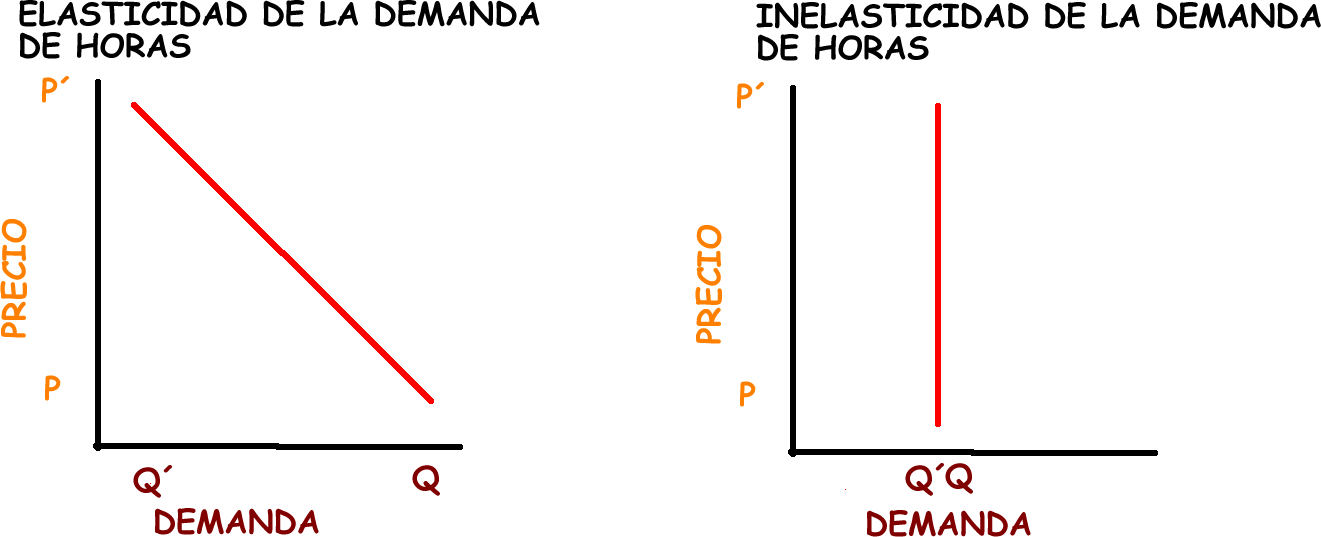 ELASTICIDAD DE LA DEMANDA
DE HORAS
P´
PRECIO
P
Q´ Q
DEMANDA
INELASTICIDAD DE LA DEMANDA
DE HORAS
P´
PRECIO
P
Q´Q
DEMANDA